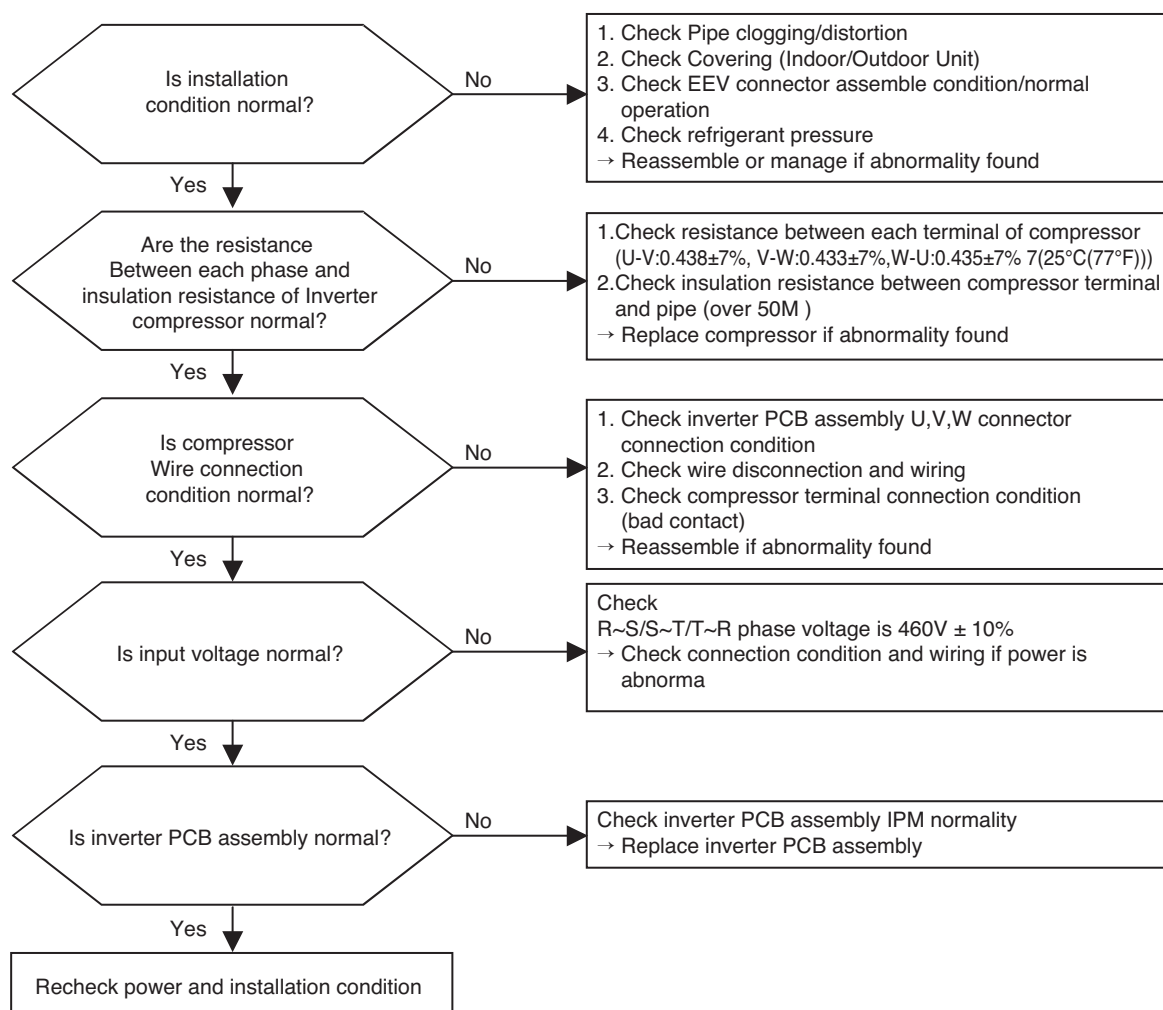 Is installation
condition normal?
No
1. Check Pipe clogging/distortion
2. Check Covering (Indoor/Outdoor Unit)
3. Check EEV connector assemble condition/normal
operation
4. Check refrigerant pressure
→ Reassemble or manage if abnormality found
Yes
Are the resistance
Between each phase and
insulation resistance of Inverter
compressor normal?
No
1.Check resistance between each terminal of compressor
(U-V:0.438±7%, V-W:0.433±7%,W-U:0.435±7% 7(25°C(77°F)))
2.Check insulation resistance between compressor terminal
and pipe (over 50M )
→ Replace compressor if abnormality found
Yes
Is compressor
Wire connection
condition normal?
No
1. Check inverter PCB assembly U,V,W connector
connection condition
2. Check wire disconnection and wiring
3. Check compressor terminal connection condition
(bad contact)
→ Reassemble if abnormality found
Yes
Is input voltage normal?
No
Check
R~S/S~T/T~R phase voltage is 460V ± 10%
→ Check connection condition and wiring if power is
abnorma
Yes
Is inverter PCB assembly normal?
No
Check inverter PCB assembly IPM normality
→ Replace inverter PCB assembly
Yes
Recheck power and installation condition